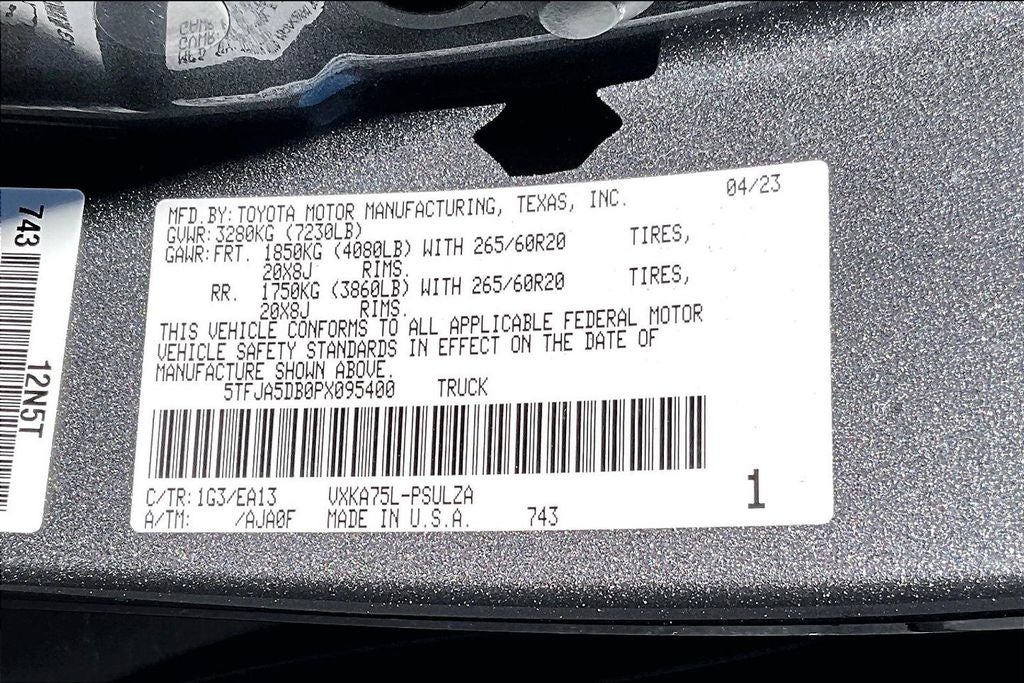 MFD.BY:TOYOTA MOTOR MANUFACTURING, TEXAS, INC. 04/23
GVWR:3280KG (7230LB)
GAWR:FRT. 1850KG (4080LB) WITH 265/60R20 TIRES,
20X8J RIMS.
RR. 1750KG (3860LB) WITH 265/60R20 TIRES,
20X8J RIMS.
THIS VEHICLE CONFORMS TO ALL APPLICABLE FEDERAL MOTOR
VEHICLE SAFETY STANDARDS IN EFFECT ON THE DATE OF
MANUFACTURE SHOWN ABOVE.
5TFJA5DB0PX095400 TRUCK
C/TR:1G3/EA13 VXKA75L-PSULZA
A/TM: /AJA0F MADE IN U.S.A. 743
1
743
12N5T